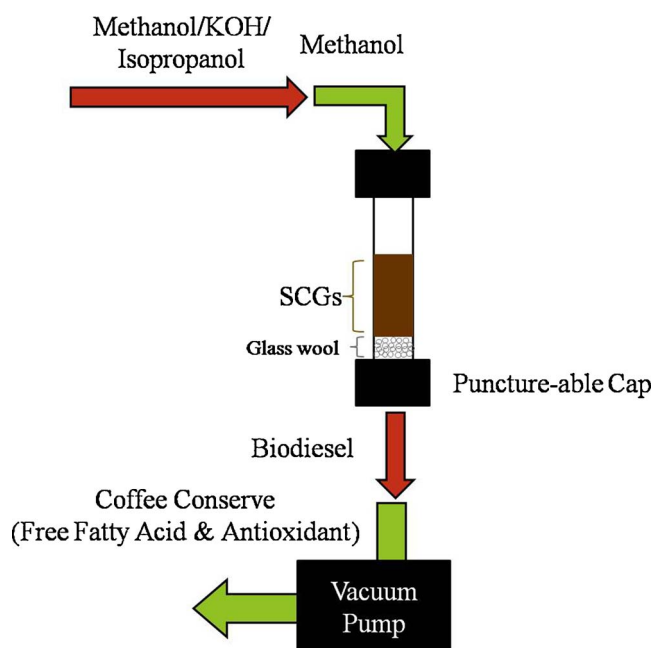 Methanol/KOH/
Isopropanol
Methanol
SCGs
Glass wool
Puncture-able Cap
Biodiesel
Coffee Conserve
(Free Fatty Acid & Antioxidant)
Vacuum
Pump